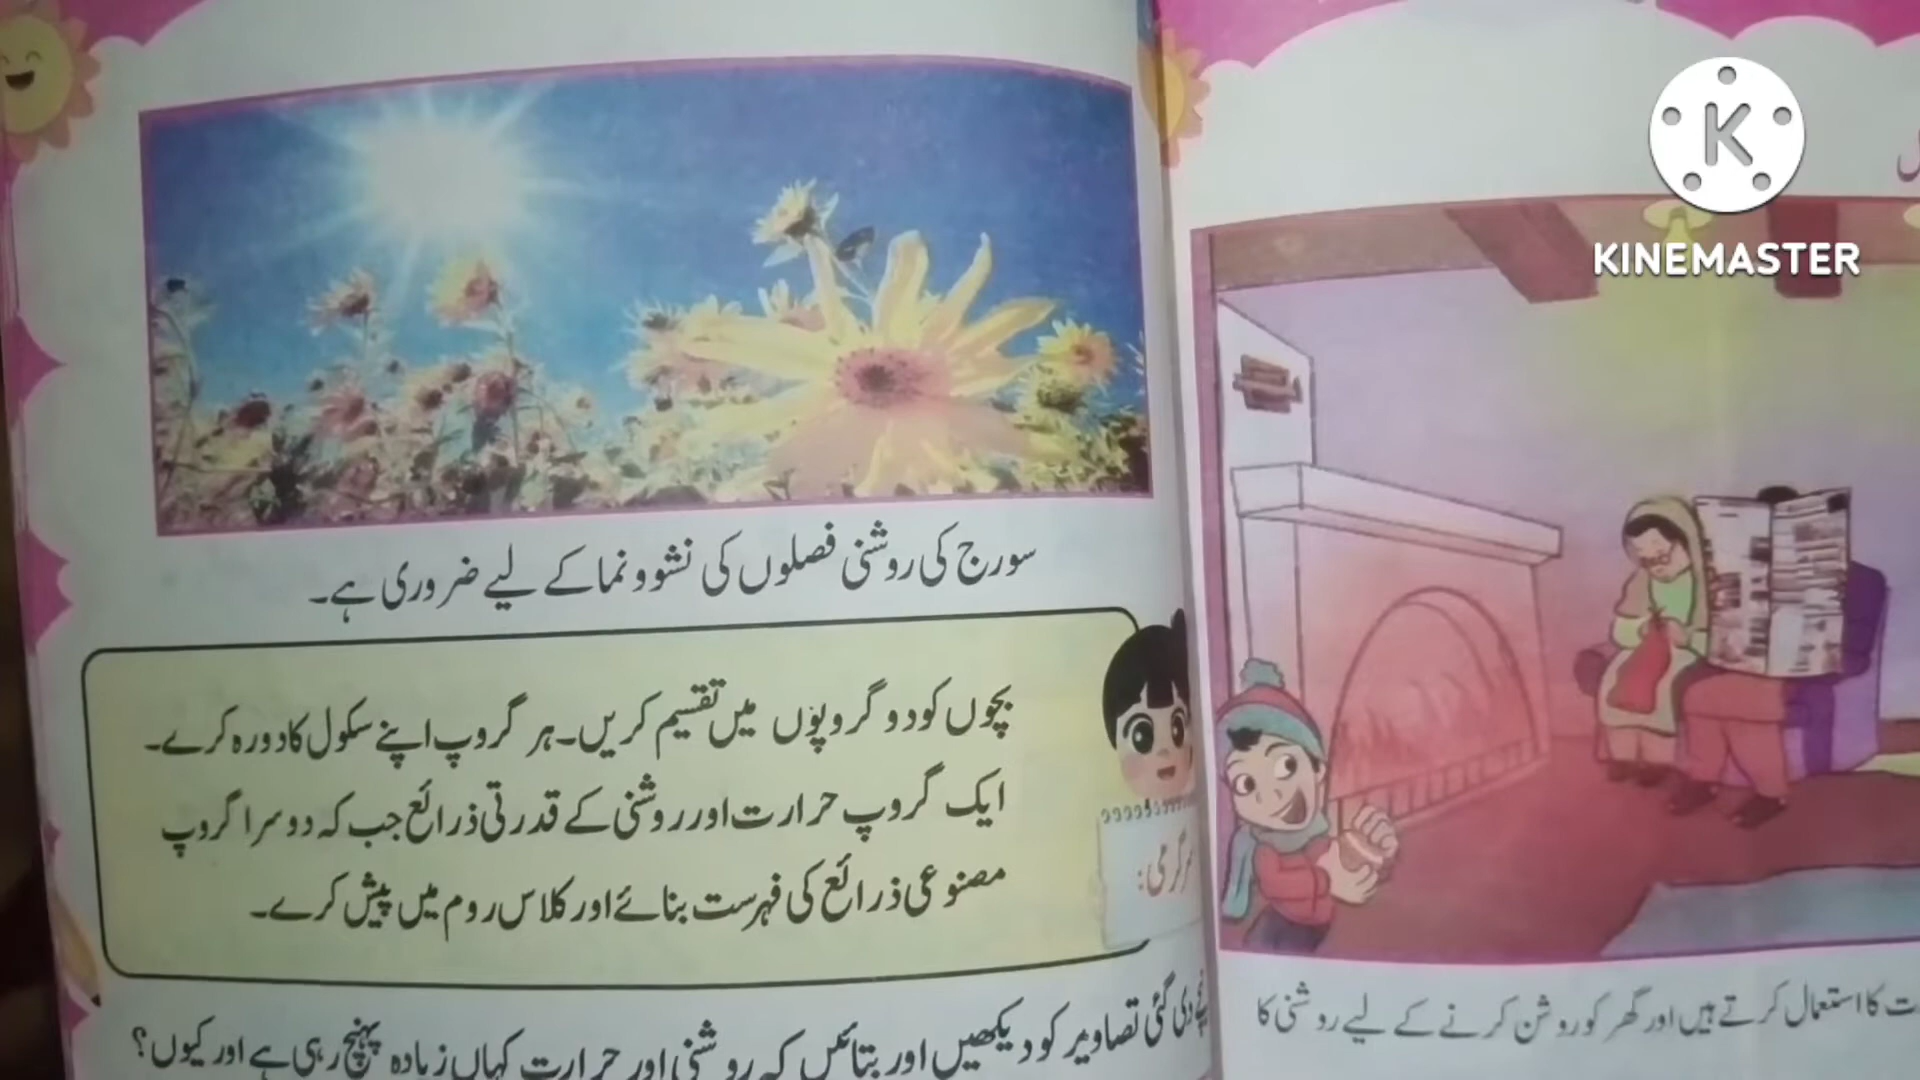 KINEMASTER
سورج کی روشنی فصلوں کی نشوونما کے لیے ضروری ہے۔
سرگرمی:
بچوں کو دو گروپوں میں تقسیم کریں۔ ہر گروپ اپنے سکول کا دورہ کرے۔
ایک گروپ حرارت اور روشنی کے قدرتی ذرائع جب کہ دوسرا گروپ
مصنوعی ذرائع کی فہرست بنائے اور کلاس روم میں پیش کرے۔
دی گئی تصاویر کو دیکھیں اور بتائیں کہ روشنی اور حرارت کہاں زیادہ پہنچ رہی ہے اور کیوں؟
کا استعمال کرتے ہیں اور گھر کو روشن کرنے کے لیے روشنی کا